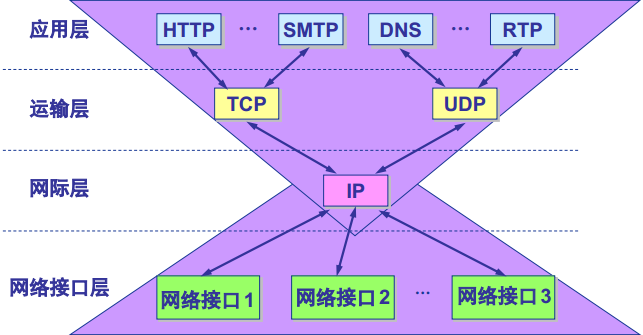 应用层 HTTP … SMTP DNS … RTP
运输层 TCP UDP
网际层 IP
网络接口层 网络接口1 网络接口2 … 网络接口3